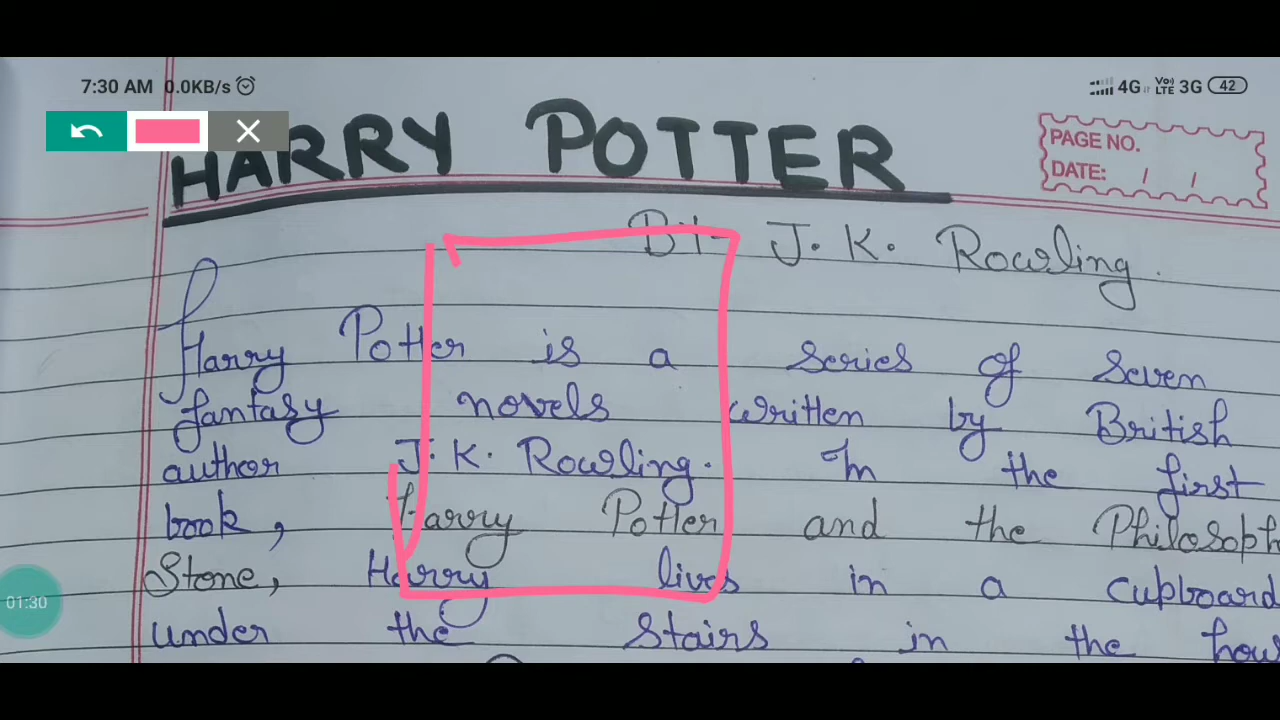 7:30 AM 0.0KB/s 4G Vo) LTE 3G 42
HARRY POTTER
PAGE NO.
DATE: / /
By:- J. K. Rowling.
Harry Potter is a series of seven
fantasy novels written by British
author J. K. Rowling. In the first
book, Harry Potter and the Philosoph
Stone, Harry lives in a cupboard
under the stairs in the hou
01:30